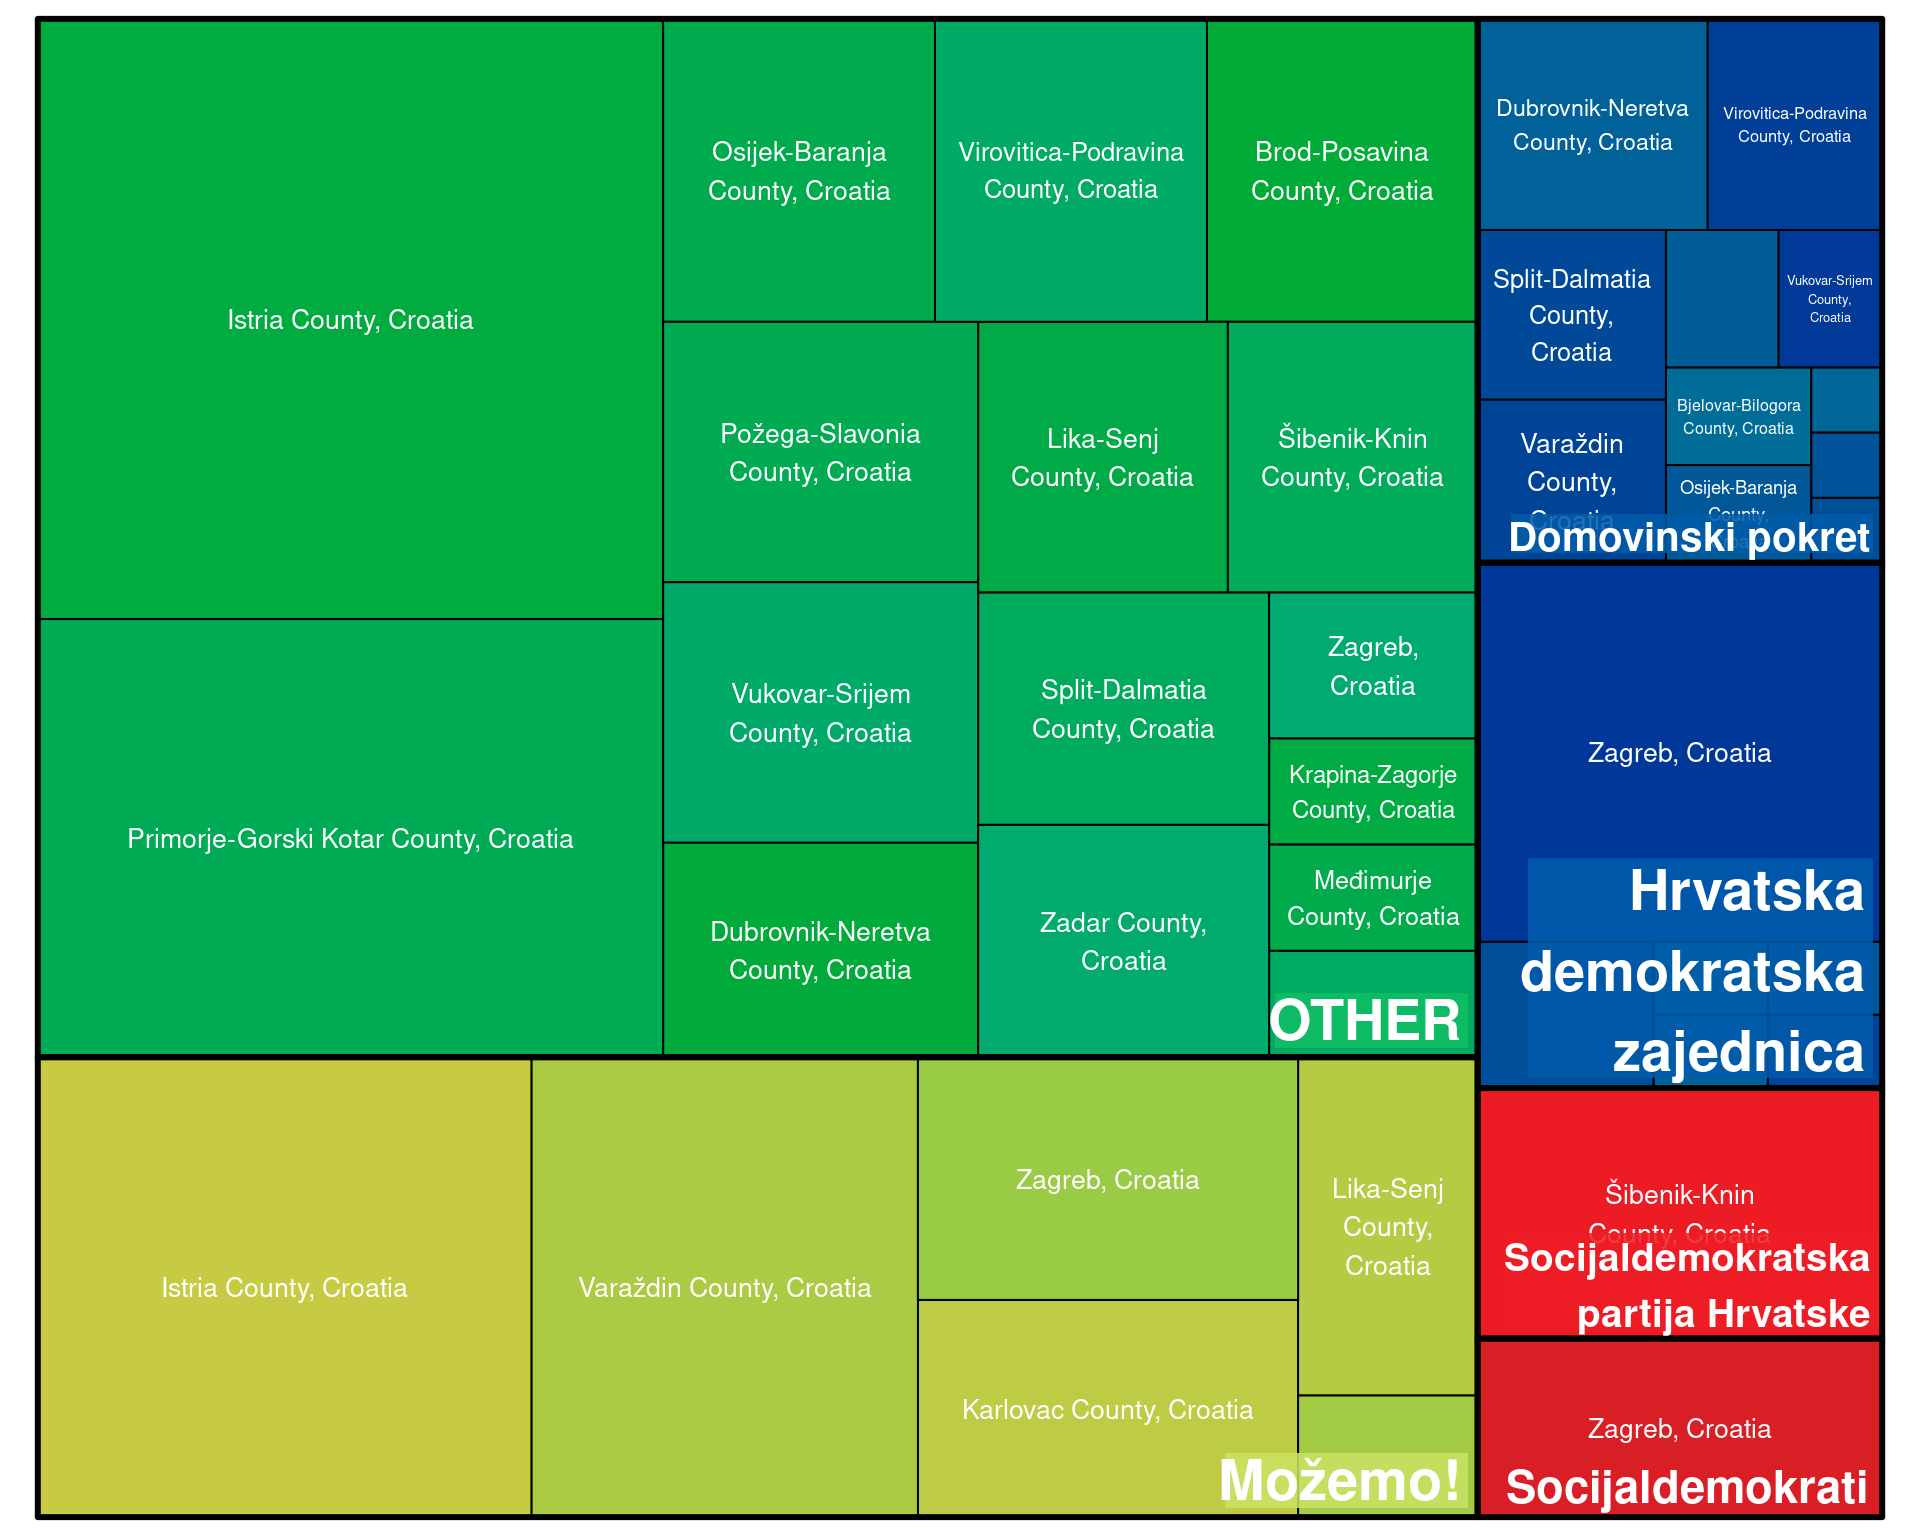 Istria County, Croatia
Primorje-Gorski Kotar County, Croatia
Osijek-Baranja
County, Croatia
Virovitica-Podravina
County, Croatia
Brod-Posavina
County, Croatia
Požega-Slavonia
County, Croatia
Lika-Senj
County, Croatia
Šibenik-Knin
County, Croatia
Vukovar-Srijem
County, Croatia
Split-Dalmatia
County, Croatia
Zagreb,
Croatia
Krapina-Zagorje
County, Croatia
Međimurje
County, Croatia
Dubrovnik-Neretva
County, Croatia
Zadar County,
Croatia
OTHER
Istria County, Croatia
Varaždin County, Croatia
Zagreb, Croatia
Karlovac County, Croatia
Lika-Senj
County,
Croatia
Možemo!
Dubrovnik-Neretva
County, Croatia
Virovitica-Podravina
County, Croatia
Split-Dalmatia
County,
Croatia
Vukovar-Srijem
County,
Croatia
Varaždin
County,
Croatia
Bjelovar-Bilogora
County, Croatia
Osijek-Baranja
County,
Domovinski pokret
Zagreb, Croatia
Hrvatska
demokratska
zajednica
Šibenik-Knin
County, Croatia
Socijaldemokratska
partija Hrvatske
Zagreb, Croatia
Socijaldemokrati